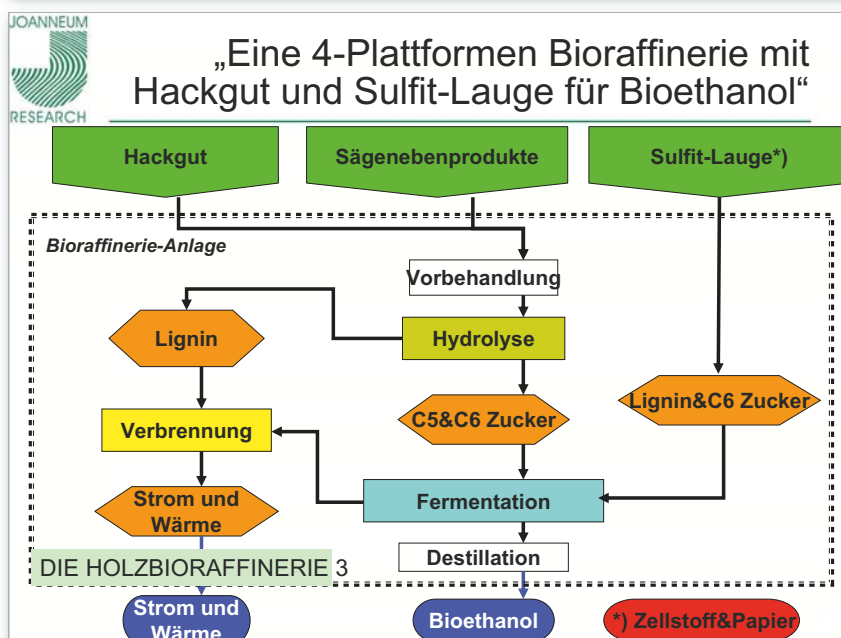 JOANNEUM
RESEARCH
„Eine 4-Plattformen Bioraffinerie mit
Hackgut und Sulfit-Lauge für Bioethanol“
Hackgut
Sägenebenprodukte
Sulfit-Lauge*)
Bioraffinerie-Anlage
Vorbehandlung
Lignin
Hydrolyse
C5&C6 Zucker
Lignin&C6 Zucker
Verbrennung
Fermentation
Strom und
Wärme
Destillation
DIE HOLZBIORAFFINERIE 3
Strom und
Wärme
Bioethanol
*) Zellstoff&Papier